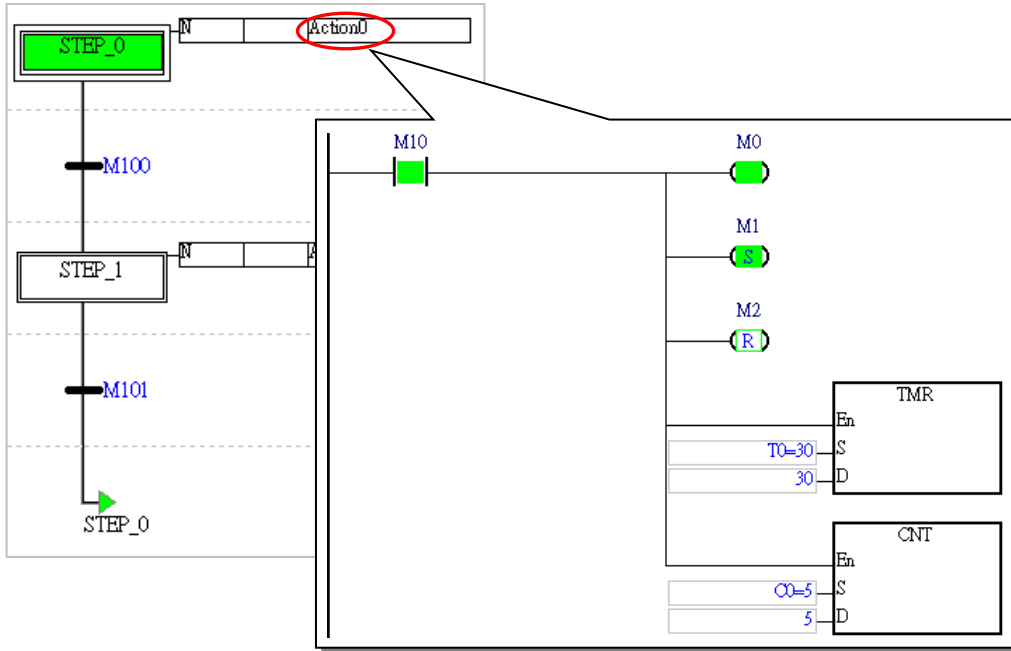 N Action0
STEP_0
M100
N
STEP_1
M101
STEP_0
M10 M0
M1
S
M2
R
TMR
En
T0=30 S
30 D
CNT
En
C0=5 S
5 D